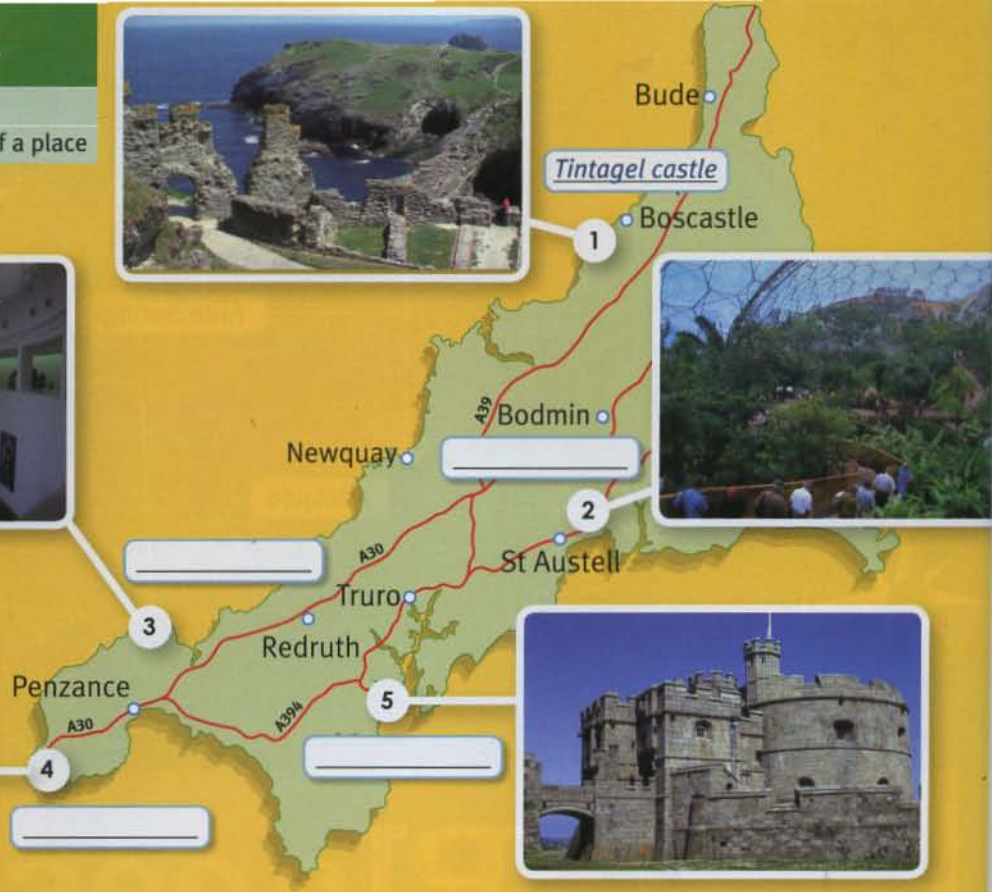 f a place
Bude
Tintagel castle
1
Boscastle
A39
Bodmin
Newquay
2
A30
St Austell
Truro
3
Redruth
Penzance
5
A394
A30
4